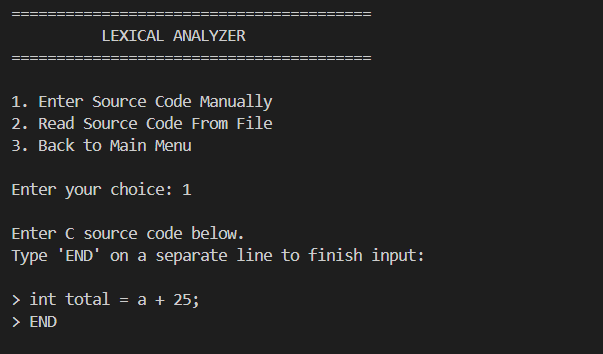 ========================================
LEXICAL ANALYZER
========================================
1. Enter Source Code Manually
2. Read Source Code From File
3. Back to Main Menu
Enter your choice: 1
Enter C source code below.
Type 'END' on a separate line to finish input:
> int total = a + 25;
> END